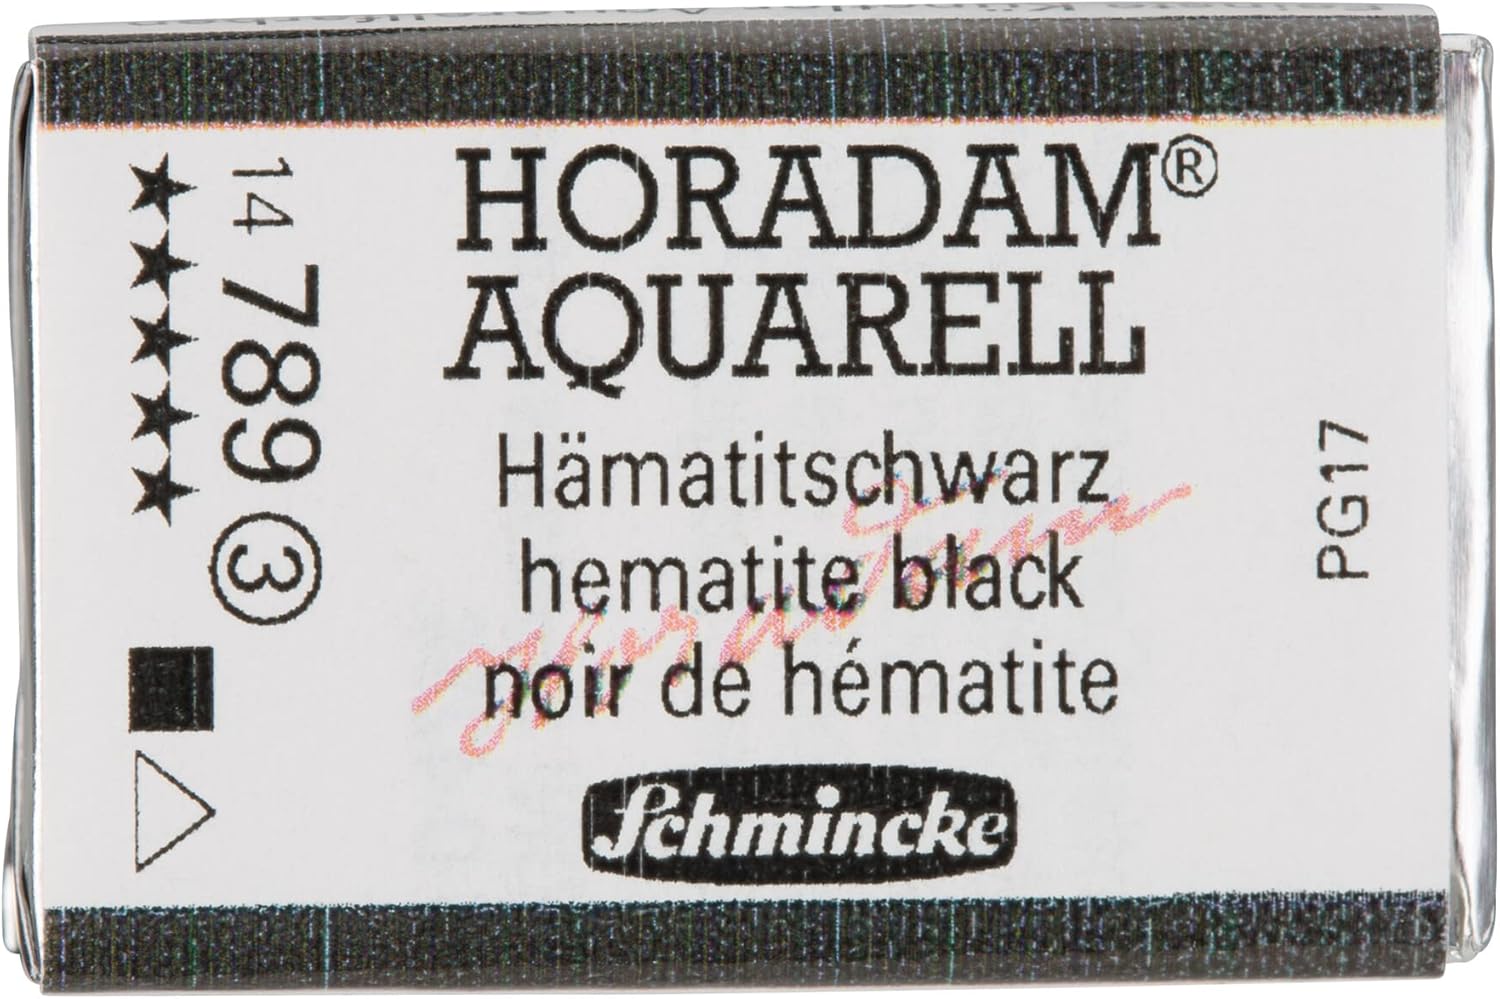 HORADAM®
AQUARELL
Hämatitschwarz
hematite black
noir de hématite
Schmincke
★★★★★
14 789 ③
PG17